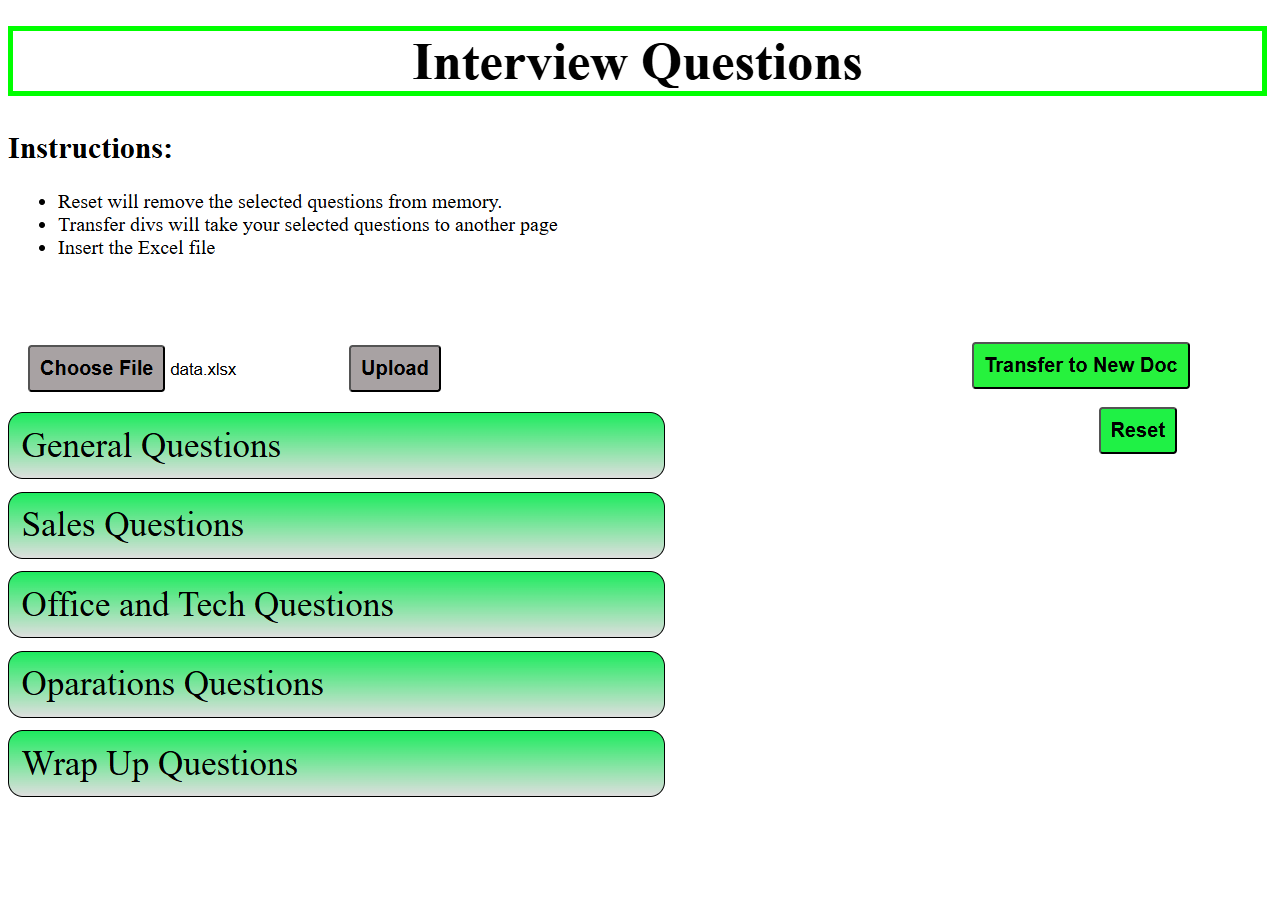 Interview Questions
Instructions:
Reset will remove the selected questions from memory.
Transfer divs will take your selected questions to another page
Insert the Excel file
Choose File data.xlsx Upload Transfer to New Doc
Reset
General Questions
Sales Questions
Office and Tech Questions
Oparations Questions
Wrap Up Questions